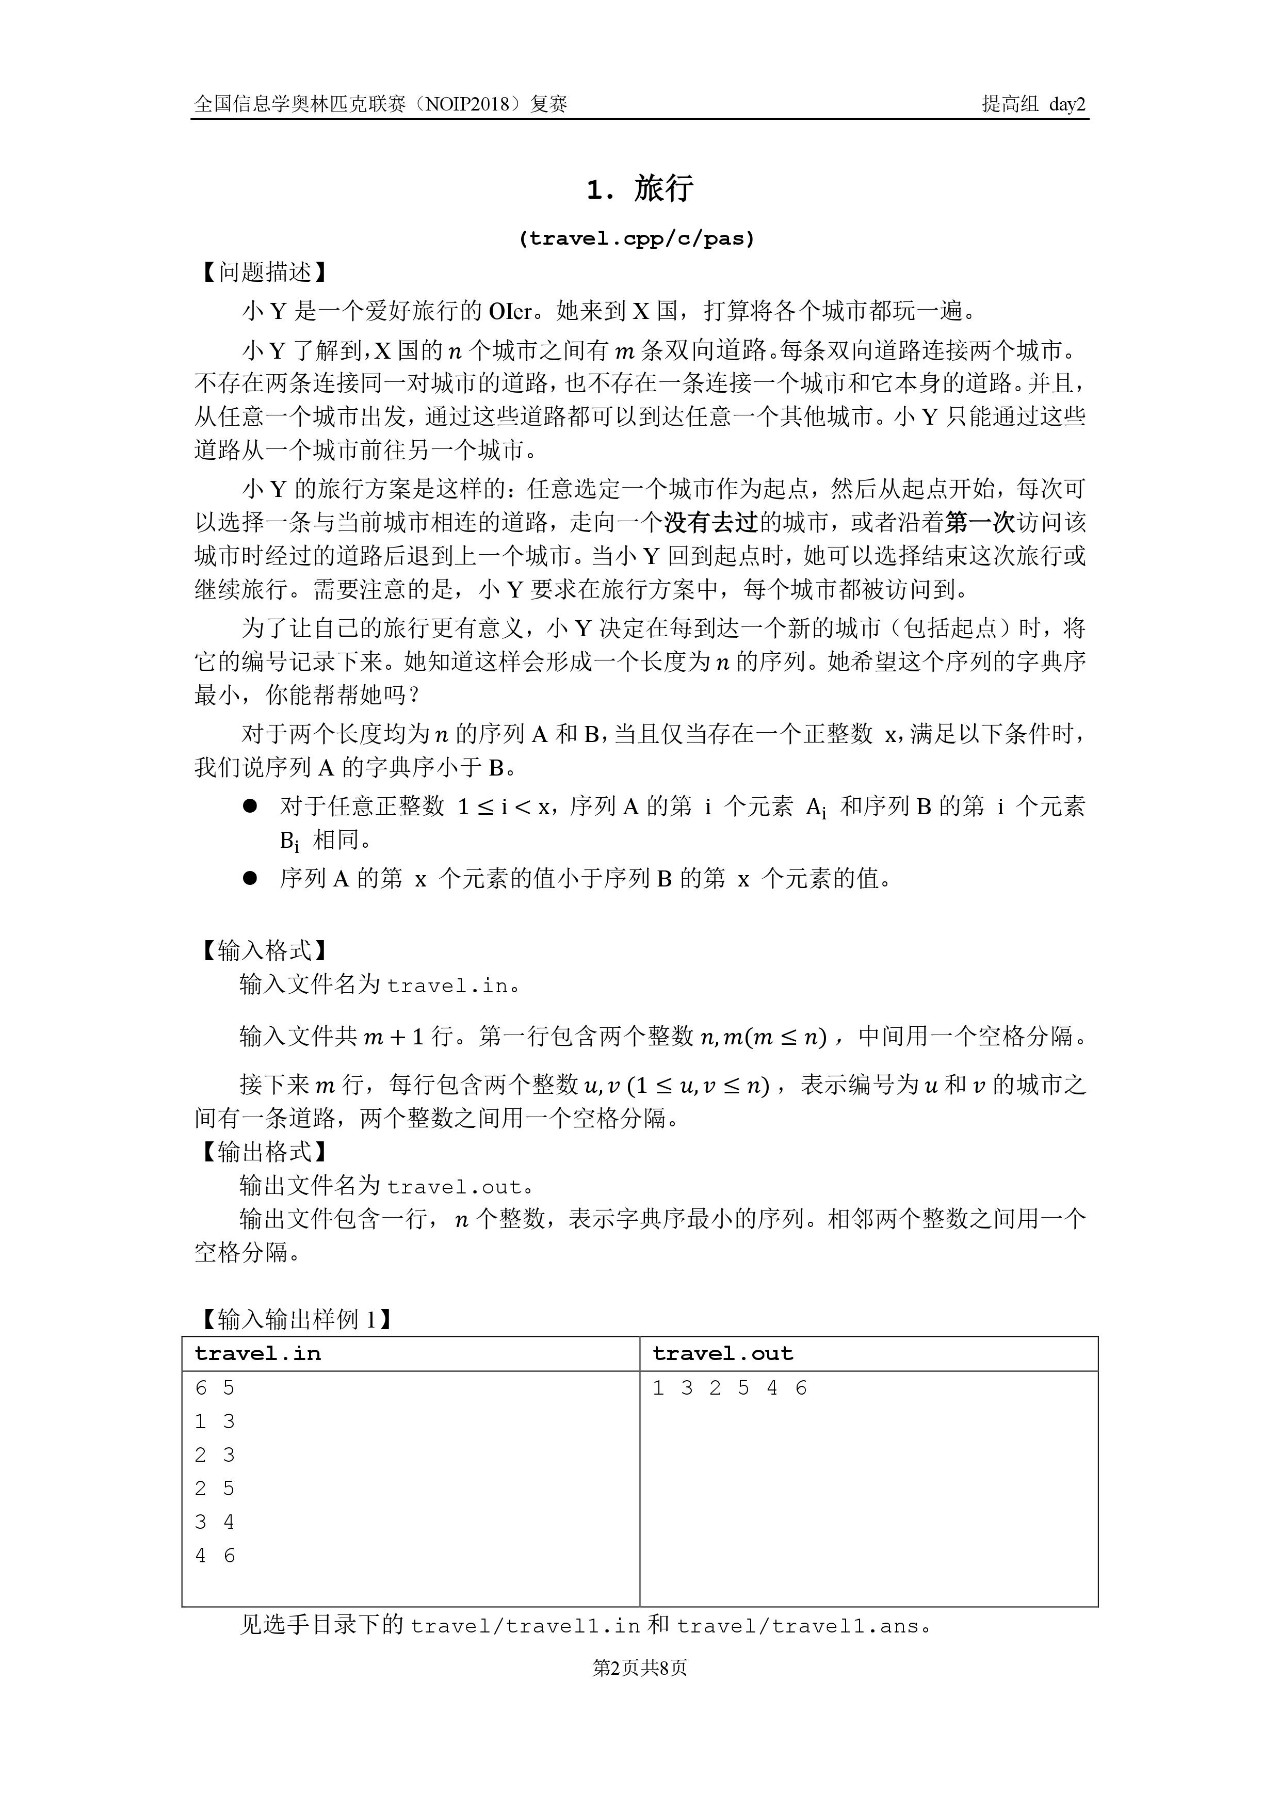 全国信息学奥林匹克联赛（NOIP2018）复赛 提高组 day2
1. 旅行
(travel.cpp/c/pas)
【问题描述】
小 Y 是一个爱好旅行的 OIer。她来到 X 国，打算将各个城市都玩一遍。
小 Y 了解到，X 国的 n 个城市之间有 m 条双向道路。每条双向道路连接两个城市。
不存在两条连接同一对城市的道路，也不存在一条连接一个城市和它本身的道路。并且，
从任意一个城市出发，通过这些道路都可以到达任意一个其他城市。小 Y 只能通过这些
道路从一个城市前往另一个城市。
小 Y 的旅行方案是这样的：任意选定一个城市作为起点，然后从起点开始，每次可
以选择一条与当前城市相连的道路，走向一个没有去过的城市，或者沿着第一次访问该
城市时经过的道路后退到上一个城市。当小 Y 回到起点时，她可以选择结束这次旅行或
继续旅行。需要注意的是，小 Y 要求在旅行方案中，每个城市都被访问到。
为了让自己的旅行更有意义，小 Y 决定在每到达一个新的城市（包括起点）时，将
它的编号记录下来。她知道这样会形成一个长度为 n 的序列。她希望这个序列的字典序
最小，你能帮帮她吗？
对于两个长度均为 n 的序列 A 和 B，当且仅当存在一个正整数 x，满足以下条件时，
我们说序列 A 的字典序小于 B。
● 对于任意正整数 1 ≤ i < x，序列 A 的第 i 个元素 Aᵢ 和序列 B 的第 i 个元素
Bᵢ 相同。
● 序列 A 的第 x 个元素的值小于序列 B 的第 x 个元素的值。
【输入格式】
输入文件名为 travel.in。
输入文件共 m + 1 行。第一行包含两个整数 n, m(m ≤ n)，中间用一个空格分隔。
接下来 m 行，每行包含两个整数 u, v (1 ≤ u, v ≤ n)，表示编号为 u 和 v 的城市之
间有一条道路，两个整数之间用一个空格分隔。
【输出格式】
输出文件名为 travel.out。
输出文件包含一行，n 个整数，表示字典序最小的序列。相邻两个整数之间用一个
空格分隔。
【输入输出样例 1】
travel.in travel.out
6 5 1 3 2 5 4 6
1 3
2 3
2 5
3 4
4 6
见选手目录下的 travel/travel1.in 和 travel/travel1.ans。
第2页共8页